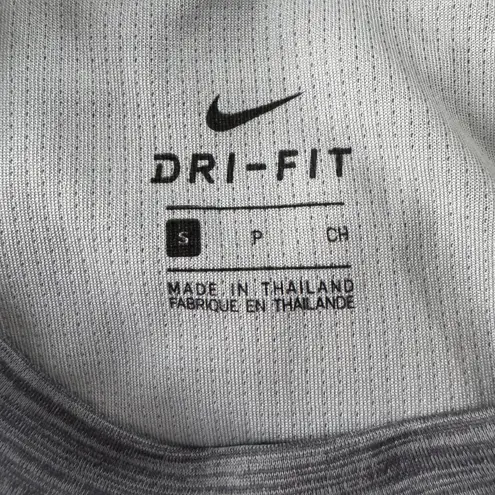 DRI-FIT
S P CH
MADE IN THAILAND
FABRIQUE EN THAILANDE